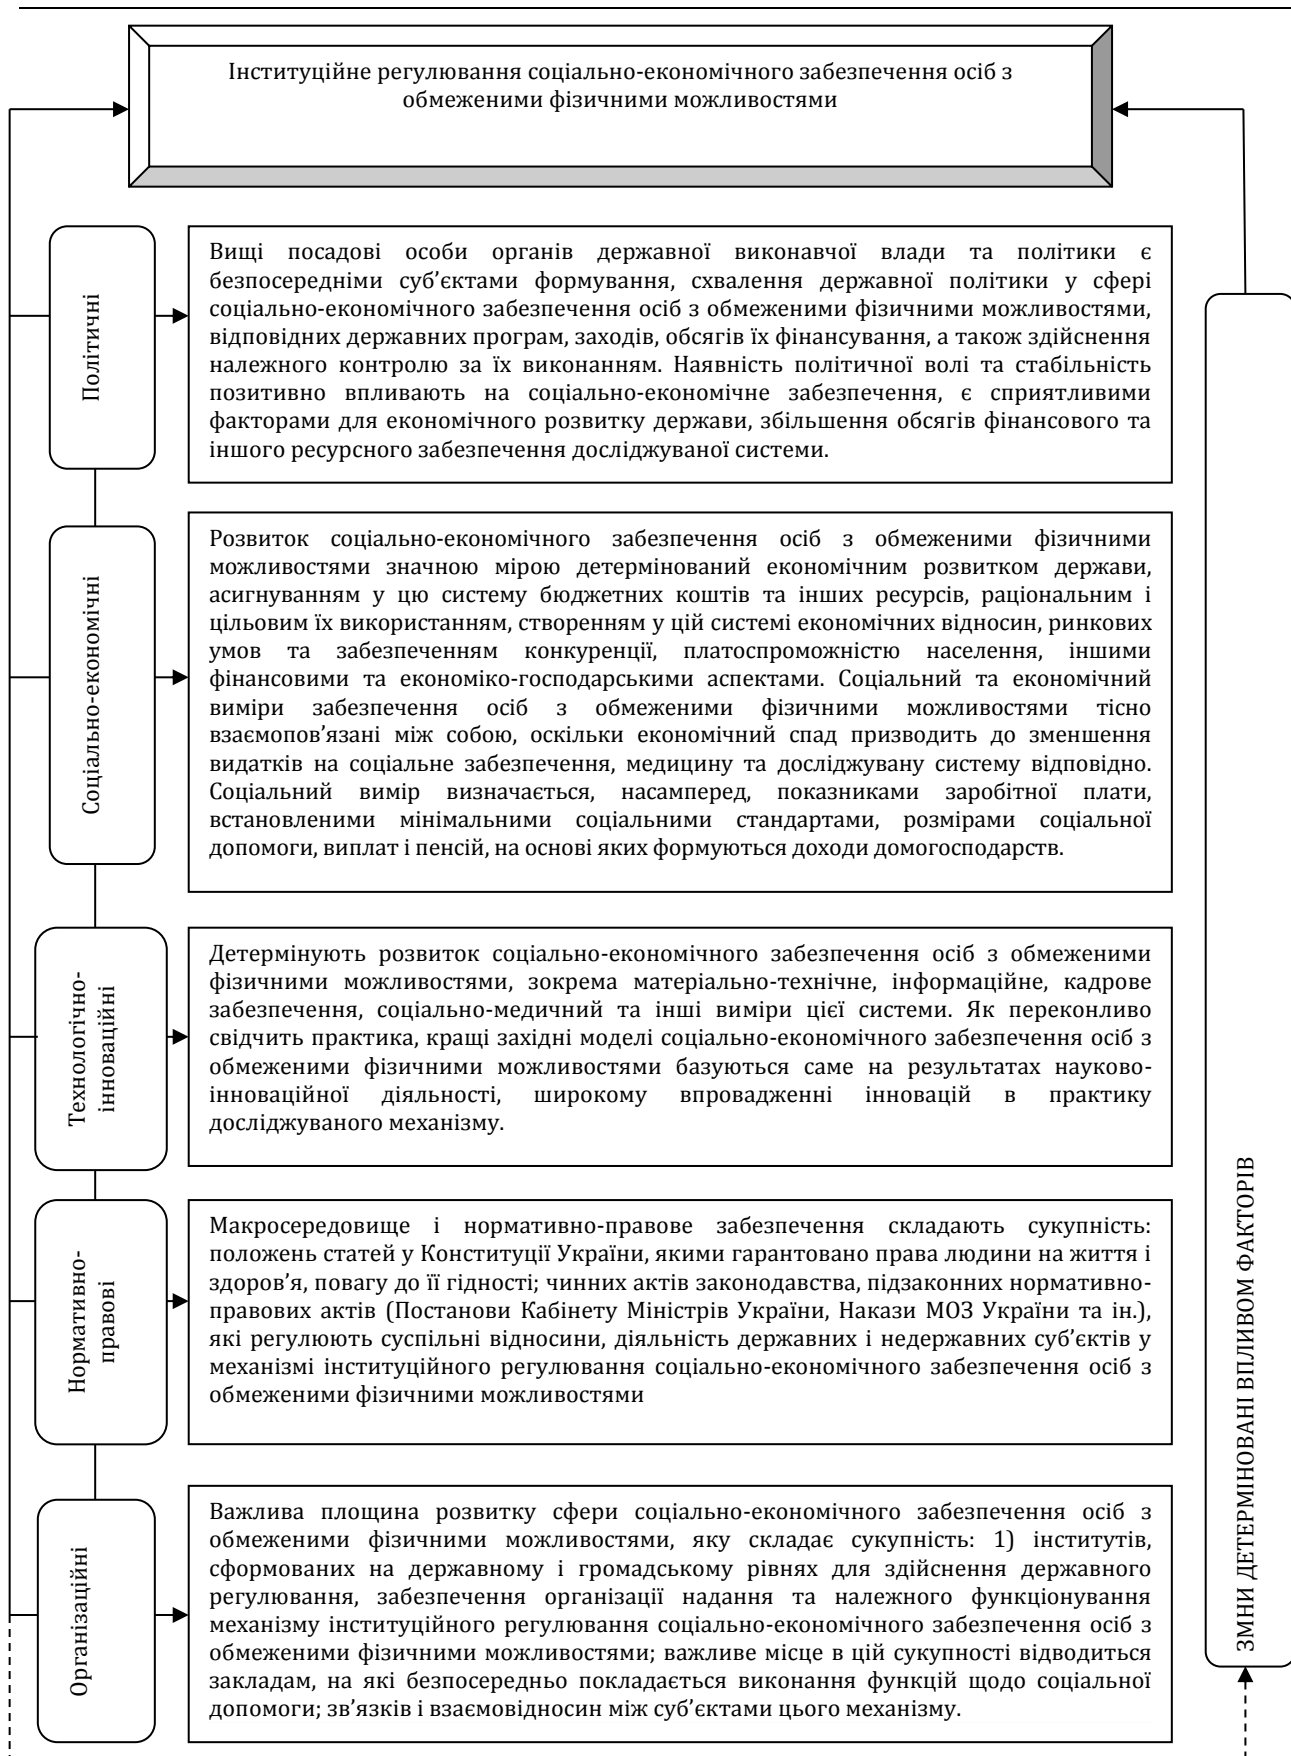 Інституційне регулювання соціально-економічного забезпечення осіб з
обмеженими фізичними можливостями
Політичні
Вищі посадові особи органів державної виконавчої влади та політики є
безпосередніми суб’єктами формування, схвалення державної політики у сфері
соціально-економічного забезпечення осіб з обмеженими фізичними можливостями,
відповідних державних програм, заходів, обсягів їх фінансування, а також здійснення
належного контролю за їх виконанням. Наявність політичної волі та стабільність
позитивно впливають на соціально-економічне забезпечення, є сприятливими
факторами для економічного розвитку держави, збільшення обсягів фінансового та
іншого ресурсного забезпечення досліджуваної системи.
Соціально-економічні
Розвиток соціально-економічного забезпечення осіб з обмеженими фізичними
можливостями значною мірою детермінований економічним розвитком держави,
асигнуванням у цю систему бюджетних коштів та інших ресурсів, раціональним і
цільовим їх використанням, створенням у цій системі економічних відносин, ринкових
умов та забезпеченням конкуренції, платоспроможністю населення, іншими
фінансовими та економіко-господарськими аспектами. Соціальний та економічний
виміри забезпечення осіб з обмеженими фізичними можливостями тісно
взаємопов’язані між собою, оскільки економічний спад призводить до зменшення
видатків на соціальне забезпечення, медицину та досліджувану систему відповідно.
Соціальний вимір визначається, насамперед, показниками заробітної плати,
встановленими мінімальними соціальними стандартами, розмірами соціальної
допомоги, виплат і пенсій, на основі яких формуються доходи домогосподарств.
Технологічно-
інноваційні
Детермінують розвиток соціально-економічного забезпечення осіб з обмеженими
фізичними можливостями, зокрема матеріально-технічне, інформаційне, кадрове
забезпечення, соціально-медичний та інші виміри цієї системи. Як переконливо
свідчить практика, кращі західні моделі соціально-економічного забезпечення осіб з
обмеженими фізичними можливостями базуються саме на результатах науково-
інноваційної діяльності, широкому впровадженні інновацій в практику
досліджуваного механізму.
Нормативно-
правові
Макросередовище і нормативно-правове забезпечення складають сукупність:
положень статей у Конституції України, якими гарантовано права людини на життя і
здоров’я, повагу до її гідності; чинних актів законодавства, підзаконних нормативно-
правових актів (Постанови Кабінету Міністрів України, Накази МОЗ України та ін.),
які регулюють суспільні відносини, діяльність державних і недержавних суб’єктів у
механізмі інституційного регулювання соціально-економічного забезпечення осіб з
обмеженими фізичними можливостями
Організаційні
Важлива площина розвитку сфери соціально-економічного забезпечення осіб з
обмеженими фізичними можливостями, яку складає сукупність: 1) інститутів,
сформованих на державному і громадському рівнях для здійснення державного
регулювання, забезпечення організації надання та належного функціонування
механізму інституційного регулювання соціально-економічного забезпечення осіб з
обмеженими фізичними можливостями; важливе місце в цій сукупності відводиться
закладам, на які безпосередньо покладається виконання функцій щодо соціальної
допомоги; зв’язків і взаємовідносин між суб’єктами цього механізму.
ЗМНИ ДЕТЕРМІНОВАНІ ВПЛИВОМ ФАКТОРІВ